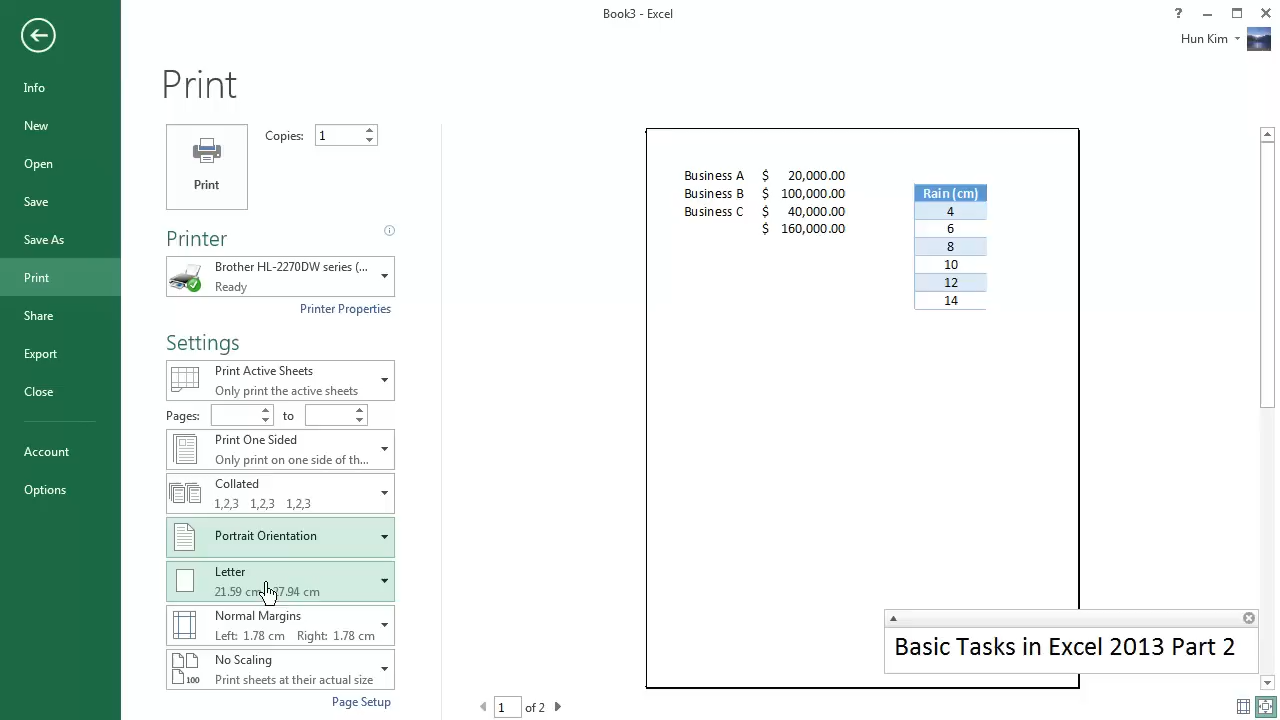 Book3 - Excel
?
Hun Kim
Info
New
Open
Save
Save As
Print
Share
Export
Close
Account
Options
Print
Print
Copies: 1
Printer
Brother HL-2270DW series (...
Ready
Printer Properties
Settings
Print Active Sheets
Only print the active sheets
Pages: to
Print One Sided
Only print on one side of th...
Collated
1,2,3 1,2,3 1,2,3
Portrait Orientation
Letter
21.59 cm 7.94 cm
Normal Margins
Left: 1.78 cm Right: 1.78 cm
No Scaling
100 Print sheets at their actual size
Page Setup
Business A $ 20,000.00
Business B $ 100,000.00
Business C $ 40,000.00
$ 160,000.00
Rain (cm)
4
6
8
10
12
14
Basic Tasks in Excel 2013 Part 2
1 of 2